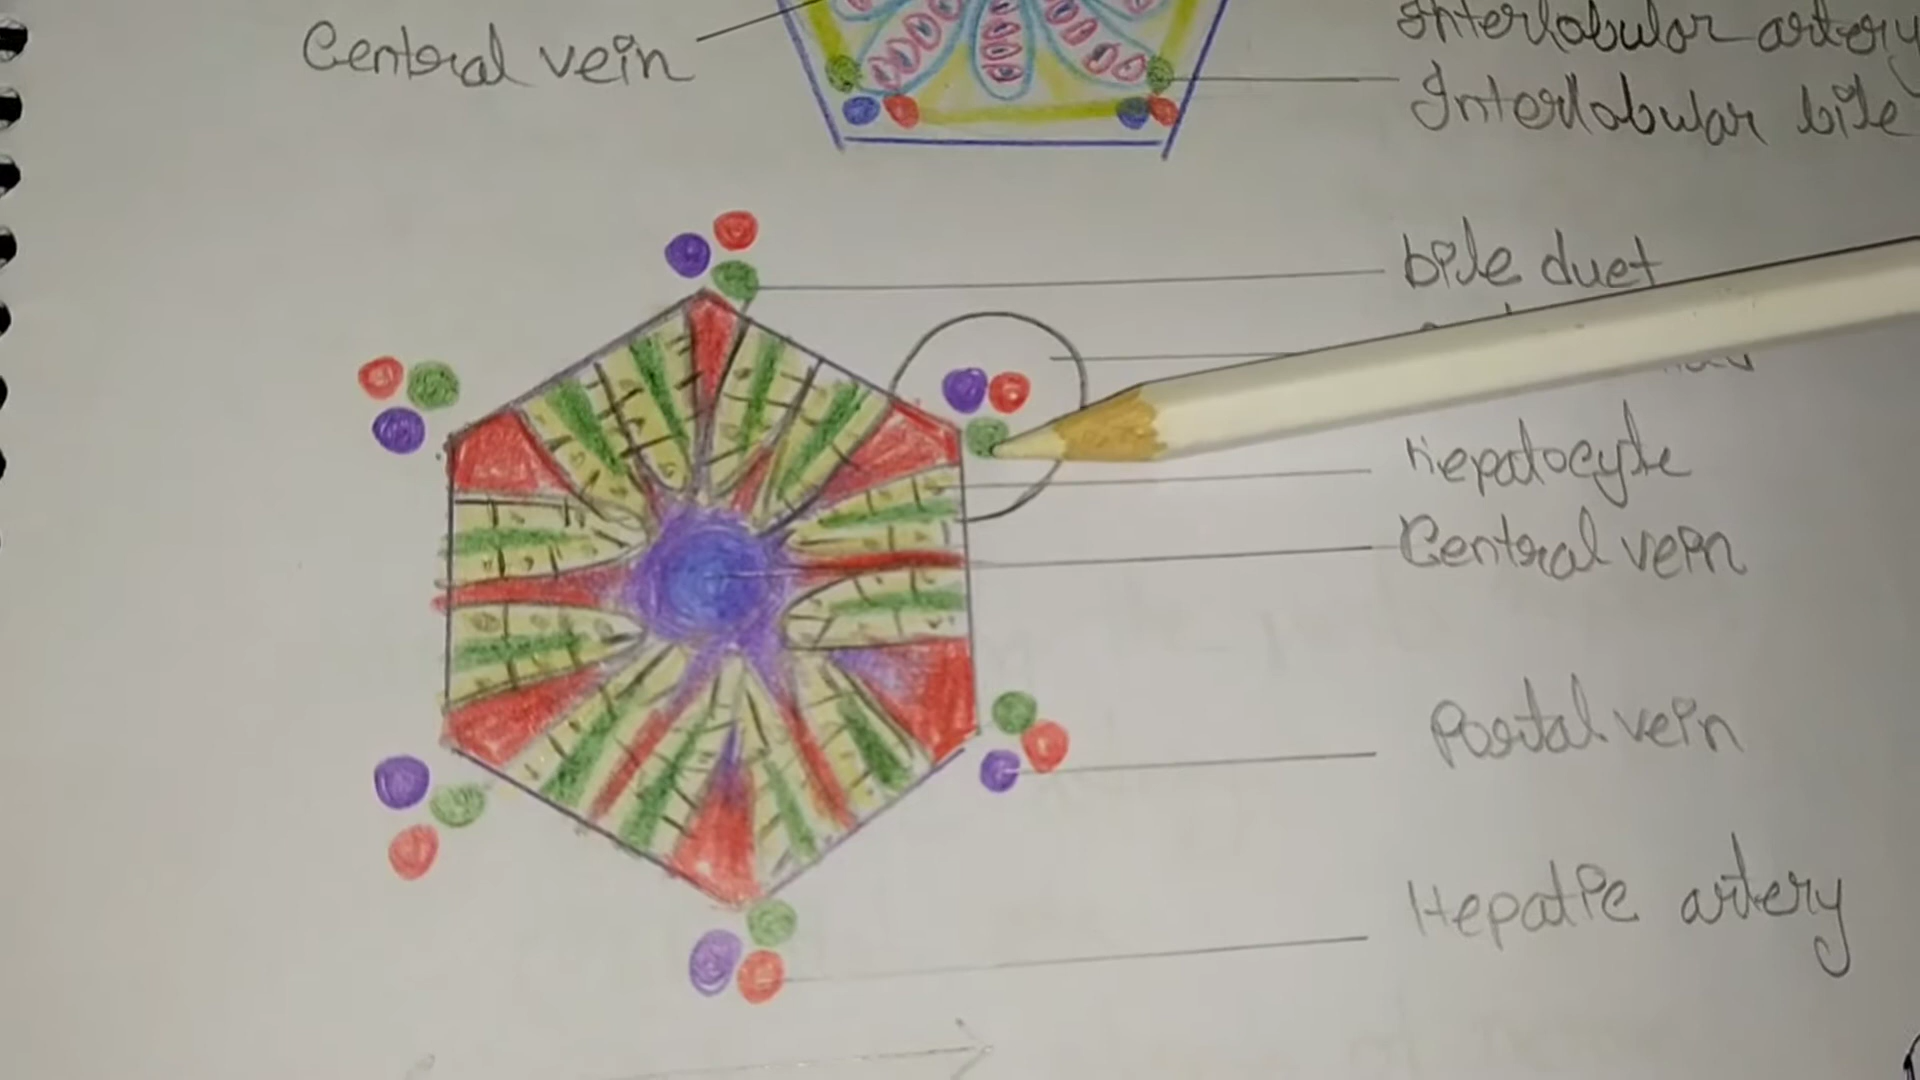 Central vein
Interlobular artery
Interlobular bile
bile duct
Hepatocyte
Central vein
Portal vein
Hepatic artery